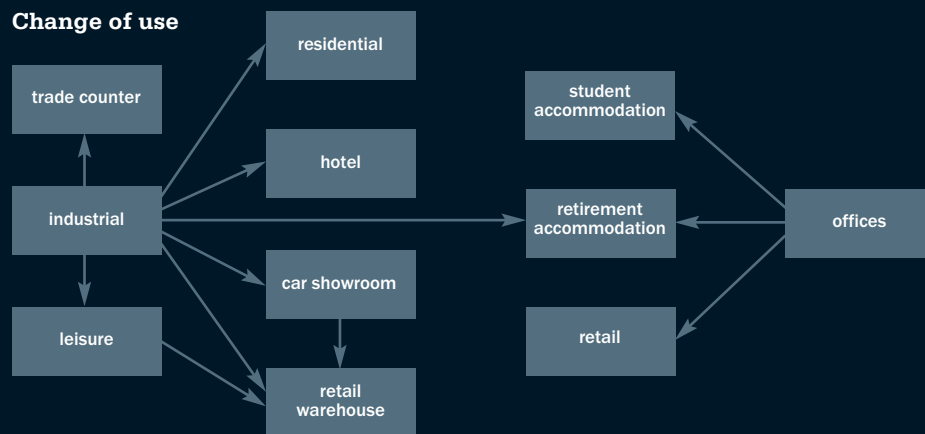 Change of use
residential
trade counter
student
accommodation
hotel
industrial
retirement
accommodation
offices
car showroom
leisure
retail
retail
warehouse